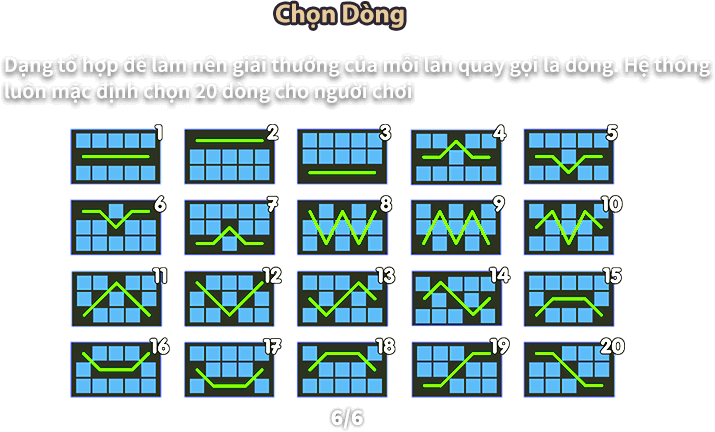 Chọn Dòng
Dạng tổ hợp để làm nên giải thưởng của mỗi lần quay gọi là dòng. Hệ thống
luôn mặc định chọn 20 dòng cho người chơi
1 2 3 4 5
6 7 8 9 10
11 12 13 14 15
16 17 18 19 20
6/6